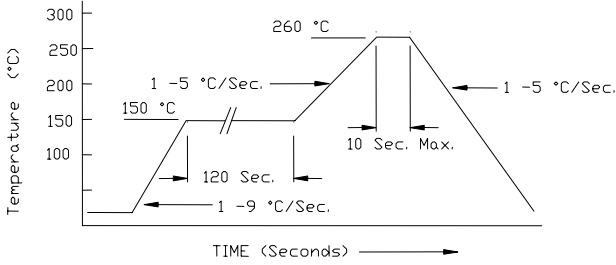 300
260 °C
250
200
1 -5 °C/Sec.
1 -5 °C/Sec.
150 °C
150
10 Sec. Max.
100
120 Sec.
1 -9 °C/Sec.
Temperature (°C)
TIME (Seconds)